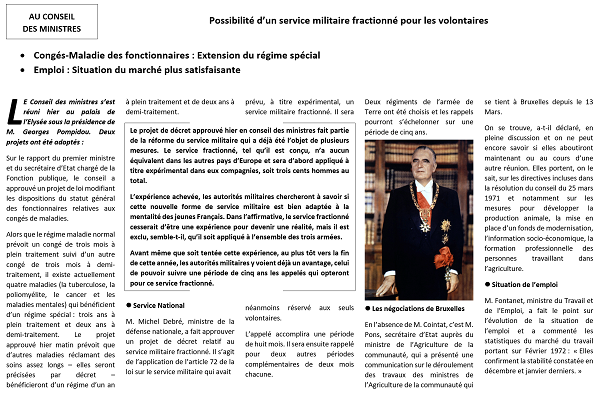 AU CONSEIL
DES MINISTRES
Possibilité d'un service militaire fractionné pour les volontaires
• Congés-Maladie des fonctionnaires : Extension du régime spécial
• Emploi : Situation du marché plus satisfaisante
LE Conseil des ministres s'est
réuni hier au palais de
l'Elysée sous la présidence de
M. Georges Pompidou. Deux
projets ont été adoptés :
Sur le rapport du premier ministre
et du secrétaire d'Etat chargé de la
Fonction publique, le conseil a
approuvé un projet de loi modifiant
les dispositions du statut général
des fonctionnaires relatives aux
congés de maladies.
Alors que le régime maladie normal
prévoit un congé de trois mois à
plein traitement suivi d'un autre
congé de trois mois à demi-
traitement, il existe actuellement
quatre maladies (la tuberculose, la
poliomyélite, le cancer et les
maladies mentales) qui bénéficient
d'un régime spécial : trois ans à
plein traitement et deux ans à
demi-traitement. Le projet
approuvé hier matin prévoit que
d'autres maladies réclamant des
soins assez longs – elles seront
précisées par décret –
bénéficieront d'un régime d'un an
à plein traitement et de deux ans à
demi-traitement.
Le projet de décret approuvé hier en conseil des ministres fait partie
de la réforme du service militaire qui a déjà été l'objet de plusieurs
mesures. Le service fractionné, tel qu'il est conçu, n'a aucun
équivalent dans les autres pays d'Europe et sera d'abord appliqué à
titre expérimental dans eux compagnies, soit trois cents hommes au
total.
L'expérience achevée, les autorités militaires chercheront à savoir si
cette nouvelle forme de service militaire est bien adaptée à la
mentalité des jeunes Français. Dans l'affirmative, le service fractionné
cesserait d'être une expérience pour devenir une réalité, mais il est
exclu, semble-t-il, qu'il soit appliqué à l'ensemble des trois armées.
Avant même que soit tentée cette expérience, au plus tôt vers la fin
de cette année, les autorités militaires y voient déjà un avantage, celui
de pouvoir suivre une période de cinq ans les appelés qui opteront
pour ce service fractionné.
● Service National
M. Michel Debré, ministre de la
défense nationale, a fait approuver
un projet de décret relatif au
service militaire fractionné. Il s'agit
de l'application de l'article 72 de la
loi sur le service militaire qui avait
prévu, à titre expérimental, un
service militaire fractionné. Il sera
néanmoins réservé aux seuls
volontaires.
L'appelé accomplira une période
de huit mois. Il sera ensuite rappelé
pour deux autres périodes
complémentaires de deux mois
chacune.
Deux régiments de l'armée de
Terre ont été choisis et les rappels
pourront s'échelonner sur une
période de cinq ans.
● Les négociations de Bruxelles
En l'absence de M. Cointat, c'est M.
Pons, secrétaire d'Etat auprès du
ministre de l'Agriculture de la
communauté, qui a présenté une
communication sur le déroulement
des travaux des ministres de
l'Agriculture de la communauté qui
se tient à Bruxelles depuis le 13
Mars.
On se trouve, a-t-il déclaré, en
pleine discussion et on ne peut
encore savoir si elles aboutiront
maintenant ou au cours d'une
autre réunion. Elles portent, on le
sait, sur les directives incluses dans
la résolution du conseil du 25 mars
1971 et notamment sur les
mesures pour développer la
production animale, la mise en
place d'un fonds de modernisation,
l'information socio-économique, la
formation professionnelle des
personnes travaillant dans
l'agriculture.
● Situation de l'emploi
M. Fontanet, ministre du Travail et
de l'Emploi, a fait le point sur
l'évolution de la situation de
l'emploi et a commenté les
statistiques du marché du travail
portant sur Février 1972 : « Elles
confirment la stabilité constatée en
décembre et janvier derniers. »